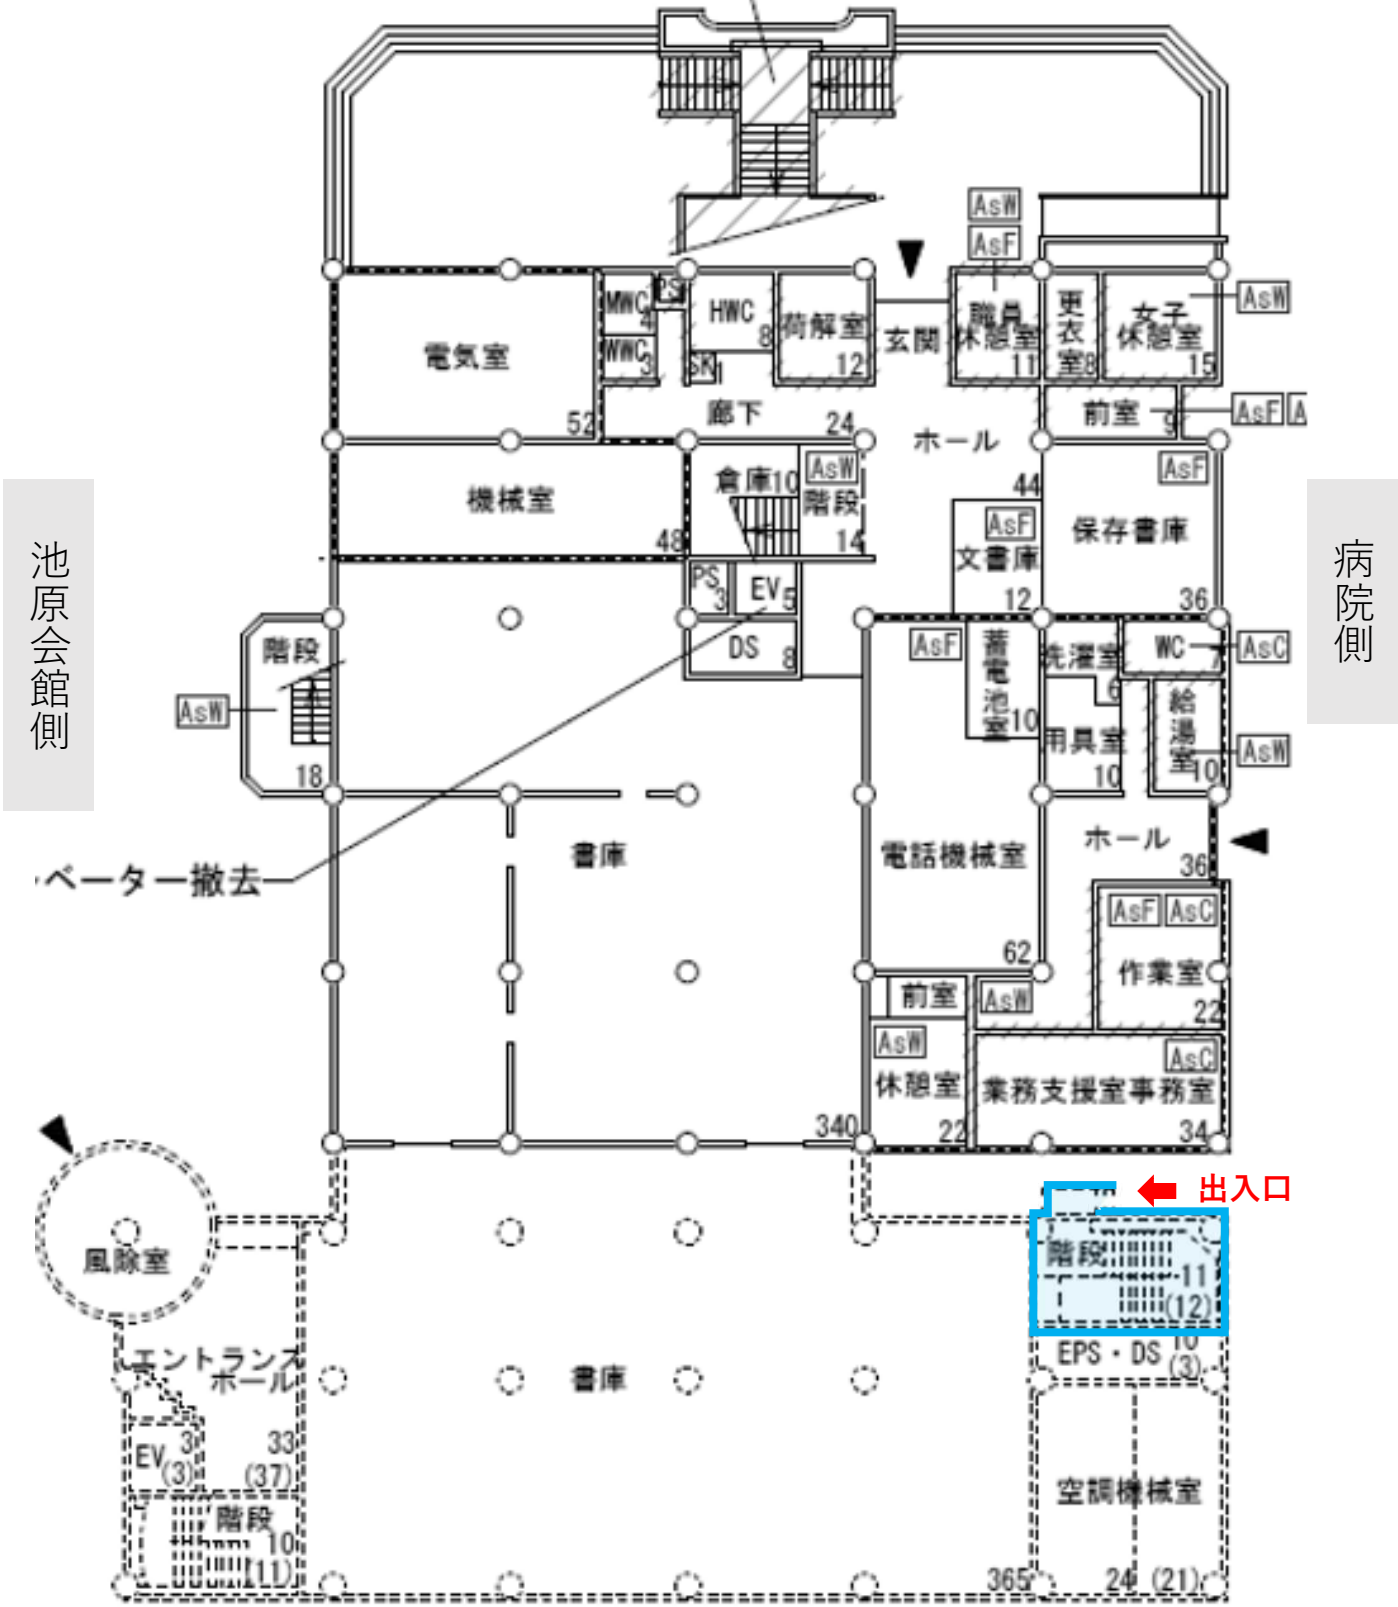 AsW
AsF
MWC
4
PS
HWC
8
荷解室
12
玄関
職員
休憩室
11
更衣室
8
女子
休憩室
15
AsW
電気室
52
WWC
3
SK
1
廊下
24
ホール
44
前室
9
AsF
A
機械室
48
倉庫10
AsW
階段
14
AsF
文書庫
12
AsF
保存書庫
36
池原会館側
病院側
PS
3
EV
5
DS
8
階段
AsW
18
AsF
蓄電池室
10
洗濯室
6
WC
7
AsC
用具室
10
給湯室
10
AsW
書庫
電話機械室
62
ホール
36
ベーター撤去
AsF
AsC
作業室
22
前室
AsW
AsW
休憩室
22
AsC
業務支援室事務室
34
340
出入口
風除室
階段
11
(12)
エントランス
ホール
書庫
EPS・DS
10
(3)
EV
3
(3)
33
(37)
階段
10
(11)
空調機械室
365
24 (21)